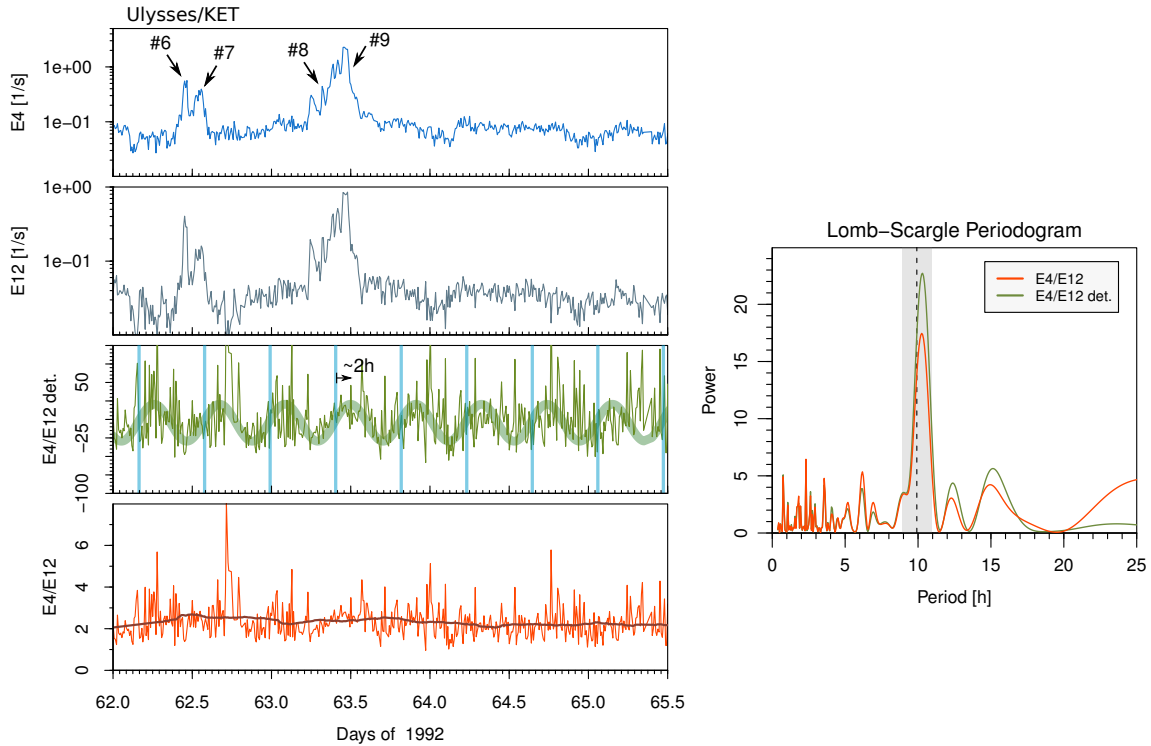 Ulysses/KET
#6
#7
#8
#9
E4 [1/s]
1e+00
1e−01
E12 [1/s]
1e+00
1e−01
E4/E12 det.
50
−25
−100
~2h
E4/E12
6
4
2
0
62.0 62.5 63.0 63.5 64.0 64.5 65.0 65.5
Days of 1992
Lomb−Scargle Periodogram
E4/E12
E4/E12 det.
Power
20
15
10
5
0
0 5 10 15 20 25
Period [h]